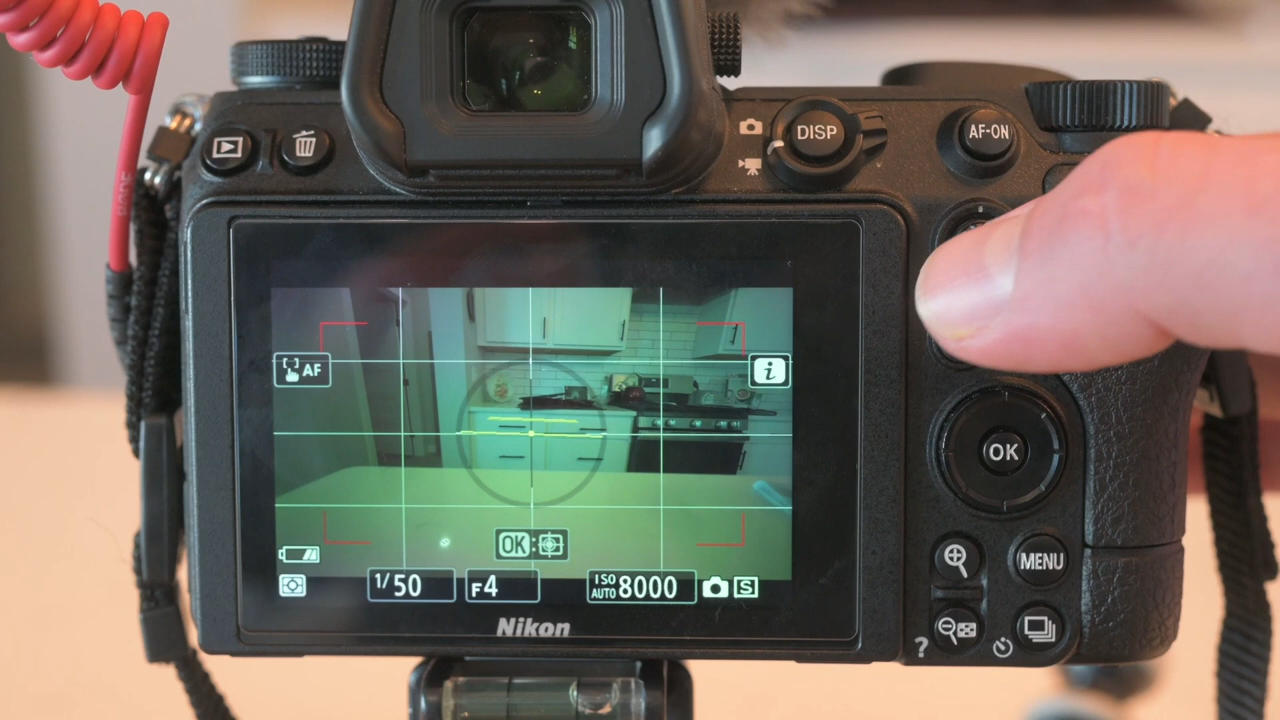 DISP
AF-ON
AF
i
OK
OK:
1/50
F4
ISO AUTO 8000
S
MENU
Nikon
?